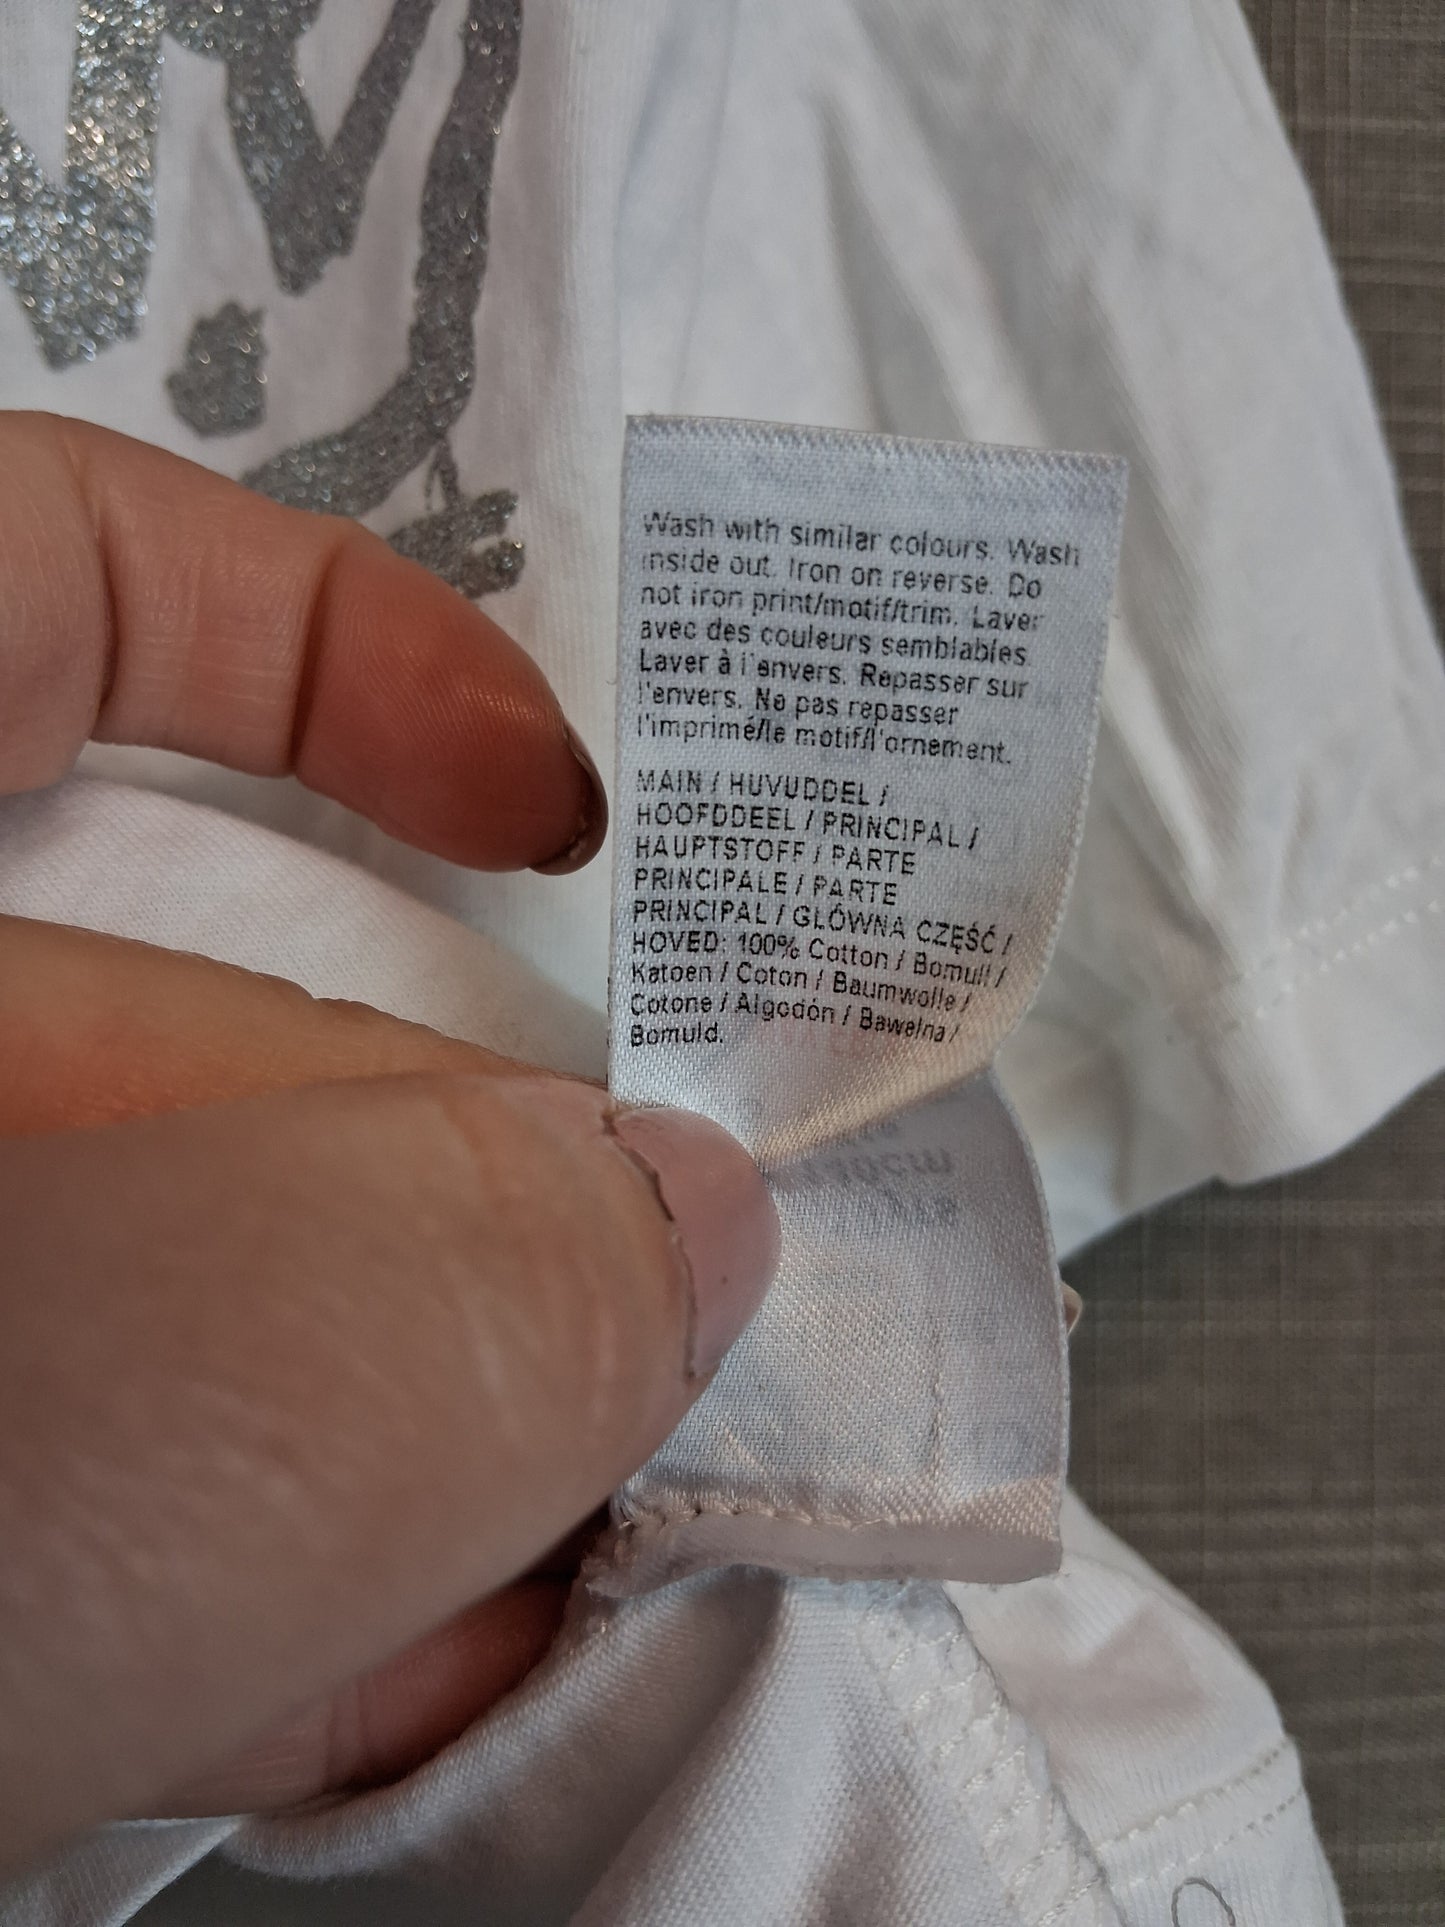 Wash with similar colours. Wash
inside out. Iron on reverse. Do
not iron print/motif/trim. Laver
avec des couleurs semblables.
Laver à l'envers. Repasser sur
l'envers. Ne pas repasser
l'imprimé/le motif/l'ornement.
MAIN / HUVUDDEL /
HOOFDDEEL / PRINCIPAL /
HAUPTSTOFF / PARTE
PRINCIPALE / PARTE
PRINCIPAL / GLÓWNA CZĘŚĆ /
HOVED: 100% Cotton / Bomull /
Katoen / Coton / Baumwolle /
Cotone / Algodón / Bawelna /
Bomuld.